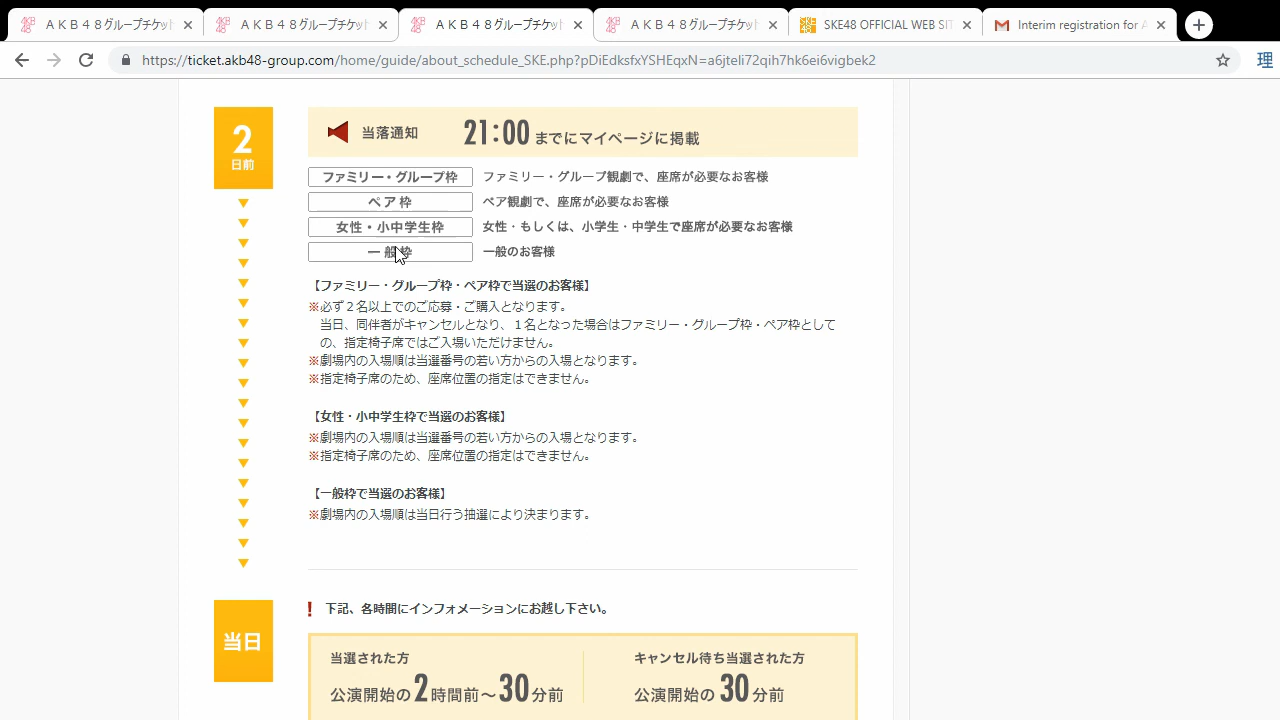 ＡＫＢ４８グループチケット
ＡＫＢ４８グループチケット
ＡＫＢ４８グループチケット
ＡＫＢ４８グループチケット
SKE48 OFFICIAL WEB SIT
Interim registration for A
https://ticket.akb48-group.com/home/guide/about_schedule_SKE.php?pDiEdksfxYSHEqxN=a6jteli72qih7hk6ei6vigbek2
理
2
日前
当落通知 21:00 までにマイページに掲載
ファミリー・グループ枠 ファミリー・グループ観劇で、座席が必要なお客様
ペア枠 ペア観劇で、座席が必要なお客様
女性・小中学生枠 女性・もしくは、小学生・中学生で座席が必要なお客様
一般枠 一般のお客様
【ファミリー・グループ枠・ペア枠で当選のお客様】
※必ず２名以上でのご応募・ご購入となります。
当日、同伴者がキャンセルとなり、１名となった場合はファミリー・グループ枠・ペア枠として
の、指定椅子席ではご入場いただけません。
※劇場内の入場順は当選番号の若い方からの入場となります。
※指定椅子席のため、座席位置の指定はできません。
【女性・小中学生枠で当選のお客様】
※劇場内の入場順は当選番号の若い方からの入場となります。
※指定椅子席のため、座席位置の指定はできません。
【一般枠で当選のお客様】
※劇場内の入場順は当日行う抽選により決まります。
当日
! 下記、各時間にインフォメーションにお越し下さい。
当選された方
公演開始の2時間前～30分前
キャンセル待ち当選された方
公演開始の 30 分前